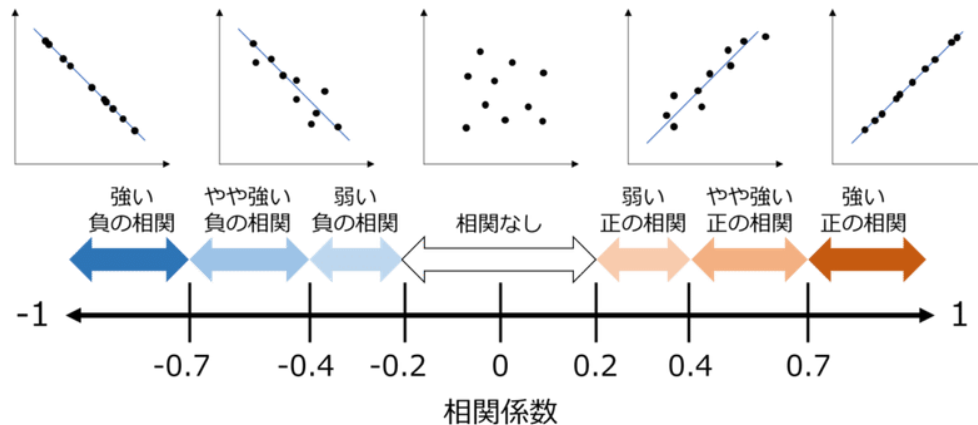 強い
負の相関
やや強い
負の相関
弱い
負の相関
相関なし
弱い
正の相関
やや強い
正の相関
強い
正の相関
-1
1
-0.7
-0.4
-0.2
0
0.2
0.4
0.7
相関係数